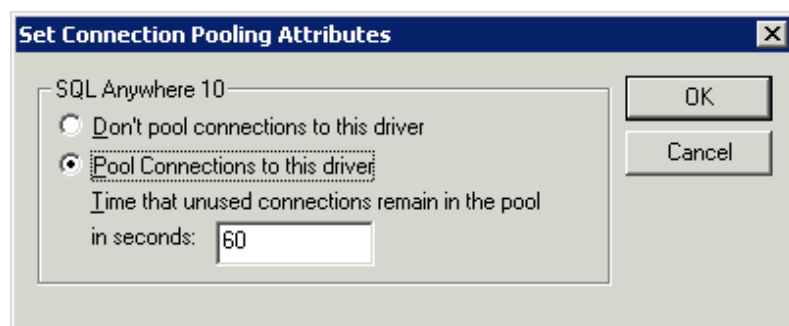 Set Connection Pooling Attributes
SQL Anywhere 10
Don't pool connections to this driver
Pool Connections to this driver
Time that unused connections remain in the pool
in seconds: 60
OK
Cancel